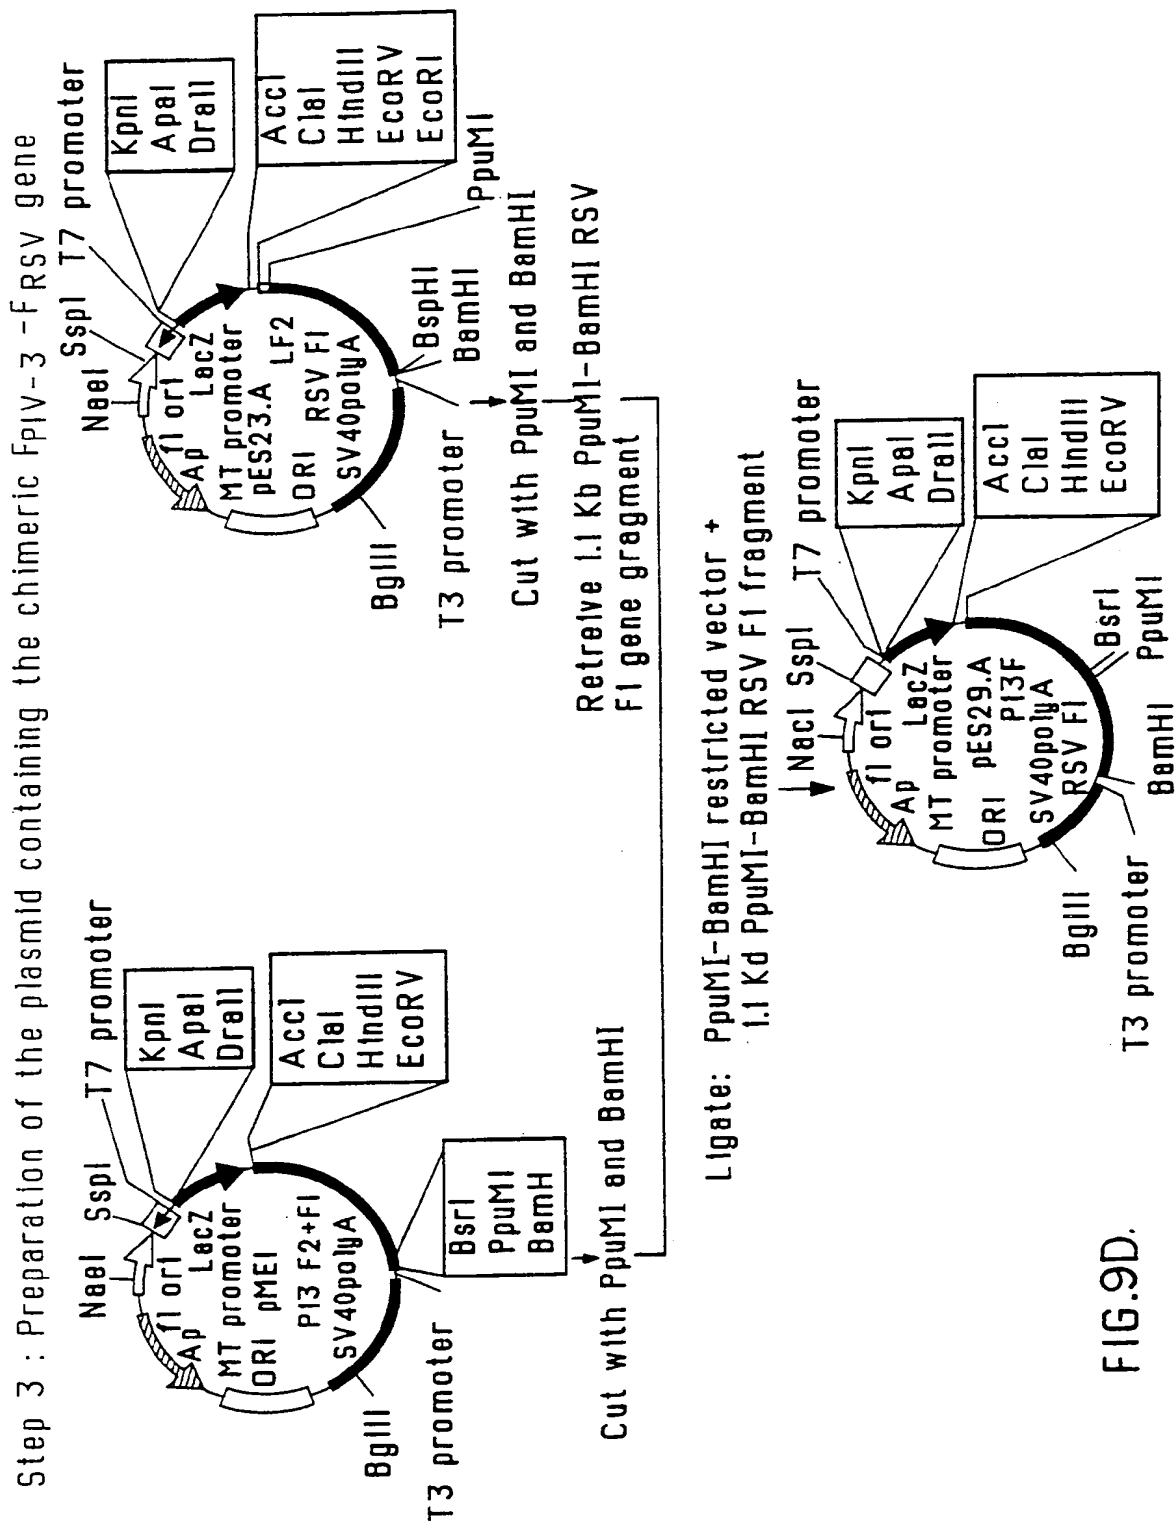 Step 3 : Preparation of the plasmid containing the chimeric FPIV-3 -FRSV gene
NaeI
SspI
T7 promoter
KpnI
ApaI
DraII
f1 ori
Ap
LacZ
MT promoter
ORI
pME1
PI3 F2+F1
SV40polyA
AccI
ClaI
HindIII
EcoRV
BsrI
PpuMI
BamH
BglII
T3 promoter
Cut with PpuMI and BamHI
NaeI
SspI
T7 promoter
KpnI
ApaI
DraII
f1 ori
Ap
LacZ
MT promoter
pES23.A
ORI
LF2
RSV F1
SV40polyA
AccI
ClaI
HindIII
EcoRV
EcoRI
PpuMI
BspHI
BamHI
BglII
T3 promoter
Cut with PpuMI and BamHI
Retreive 1.1 Kb PpuMI-BamHI RSV
F1 gene gragment
Ligate: PpuMI-BamHI restricted vector +
1.1 Kd PpuMI-BamHI RSV F1 fragment
NacI
SspI
T7 promoter
KpnI
ApaI
DraII
f1 ori
Ap
LacZ
MT promoter
ORI
pES29.A
PI3F
SV40polyA
RSV F1
AccI
ClaI
HindIII
EcoRV
BsrI
PpuMI
BamHI
BglII
T3 promoter
FIG.9D.